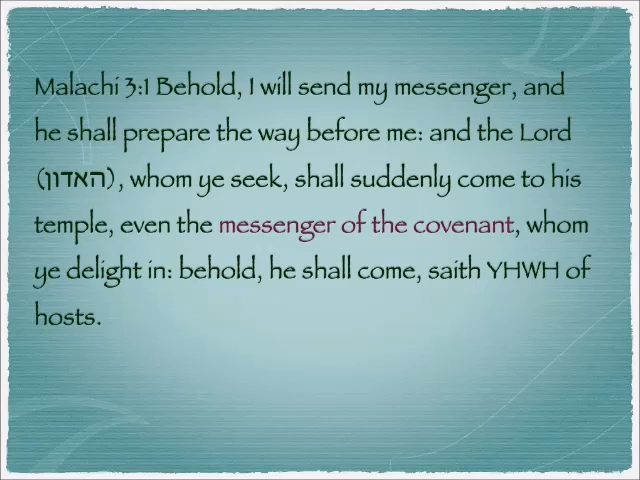 Malachi 3:1 Behold, I will send my messenger, and
he shall prepare the way before me: and the Lord
(האדון), whom ye seek, shall suddenly come to his
temple, even the messenger of the covenant, whom
ye delight in: behold, he shall come, saith YHWH of
hosts.